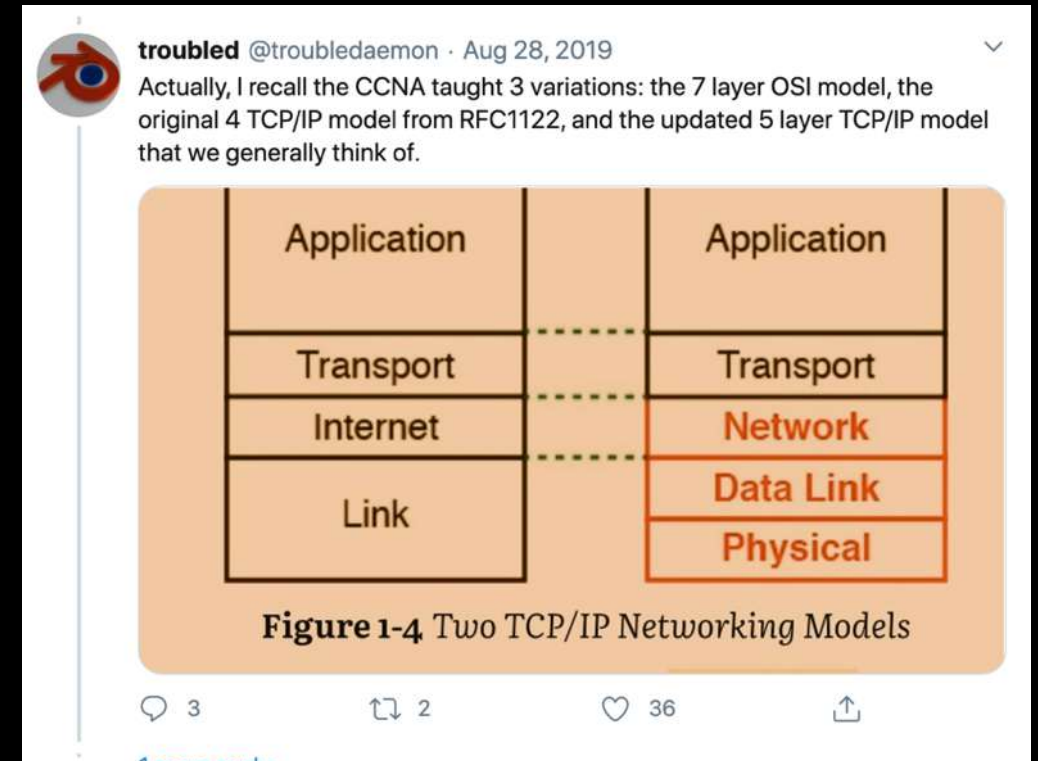 troubled @troubledaemon · Aug 28, 2019
Actually, I recall the CCNA taught 3 variations: the 7 layer OSI model, the
original 4 TCP/IP model from RFC1122, and the updated 5 layer TCP/IP model
that we generally think of.
Application Application
Transport Transport
Internet Network
Link Data Link
Physical
Figure 1-4 Two TCP/IP Networking Models
3 2 36